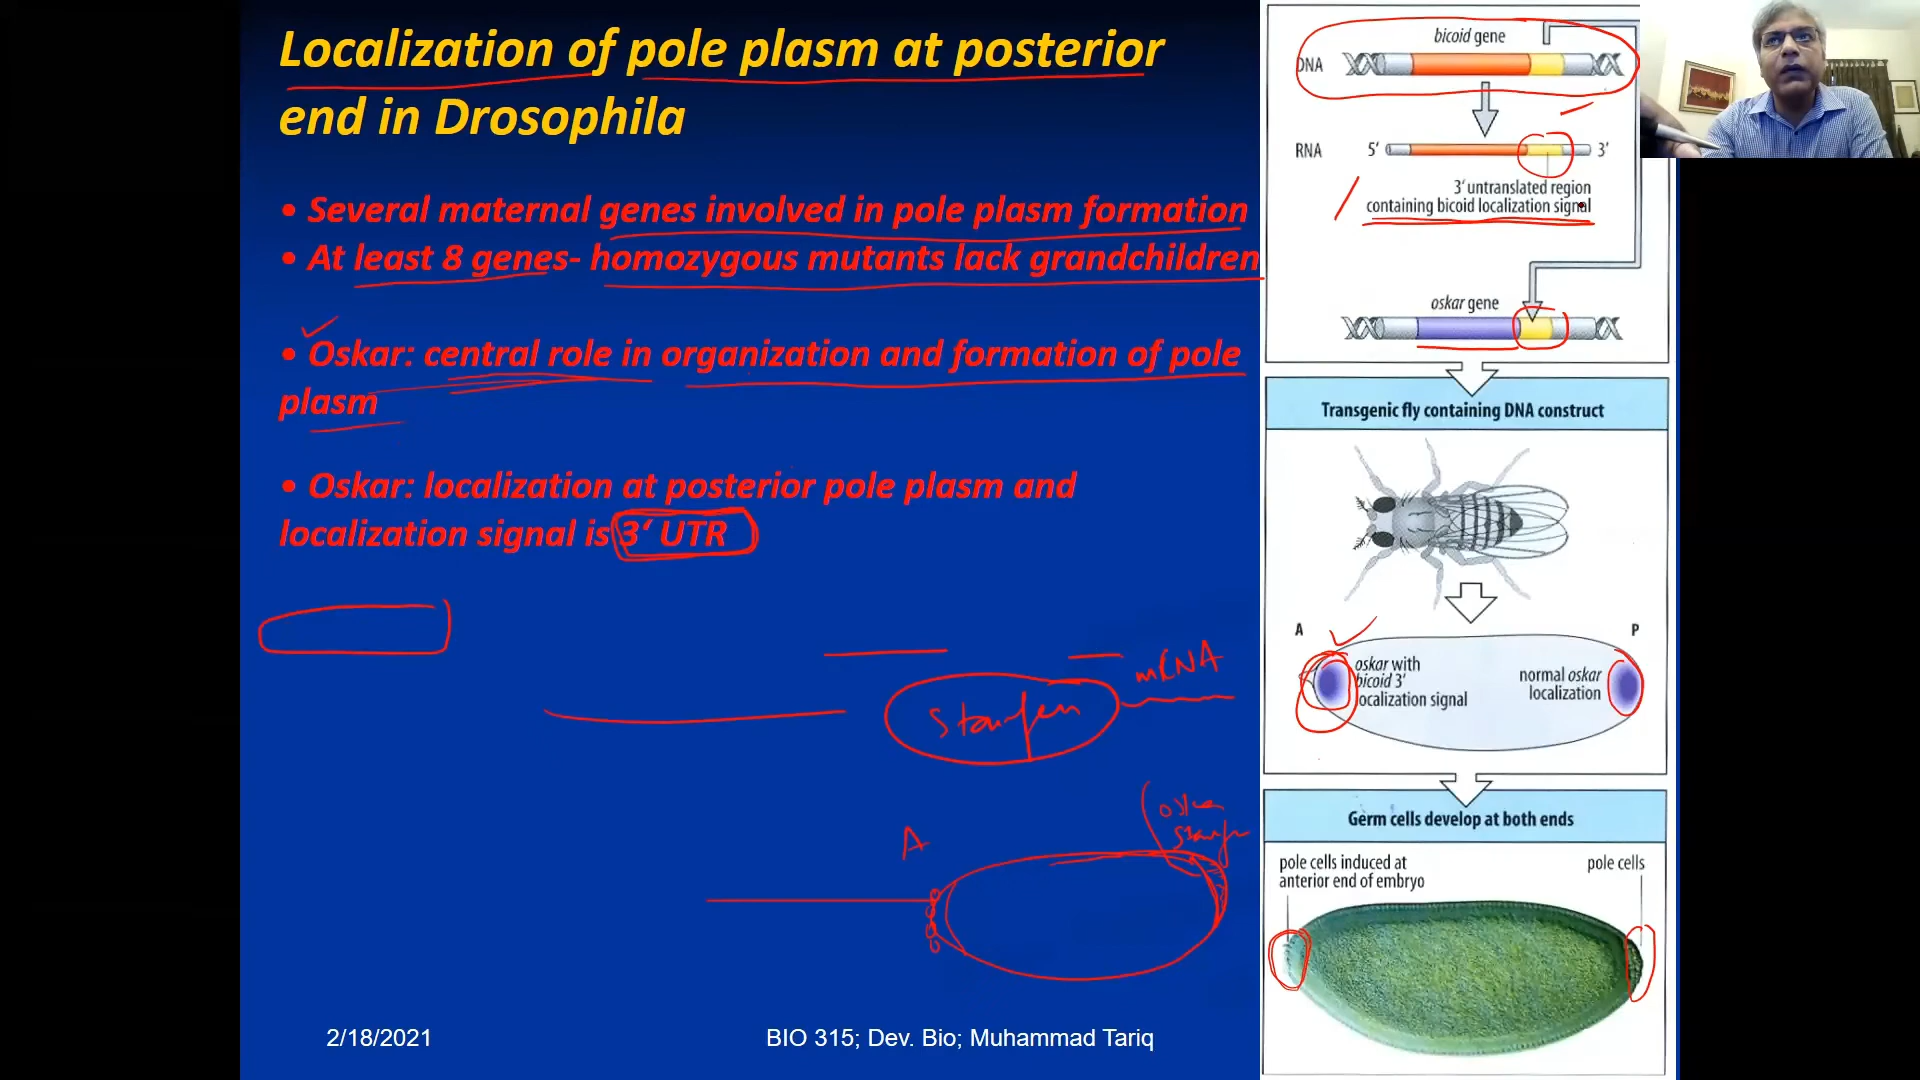 Localization of pole plasm at posterior
end in Drosophila
• Several maternal genes involved in pole plasm formation
• At least 8 genes- homozygous mutants lack grandchildren
• Oskar: central role in organization and formation of pole
plasm
• Oskar: localization at posterior pole plasm and
localization signal is 3‘ UTR
mRNA
Staufen
A
2/18/2021
BIO 315; Dev. Bio; Muhammad Tariq
bicoid gene
DNA
RNA
5′
3′
3′ untranslated region
containing bicoid localization signal
oskar gene
Transgenic fly containing DNA construct
A
P
oskar with
bicoid 3′
localization signal
normal oskar
localization
Germ cells develop at both ends
pole cells induced at
anterior end of embryo
pole cells